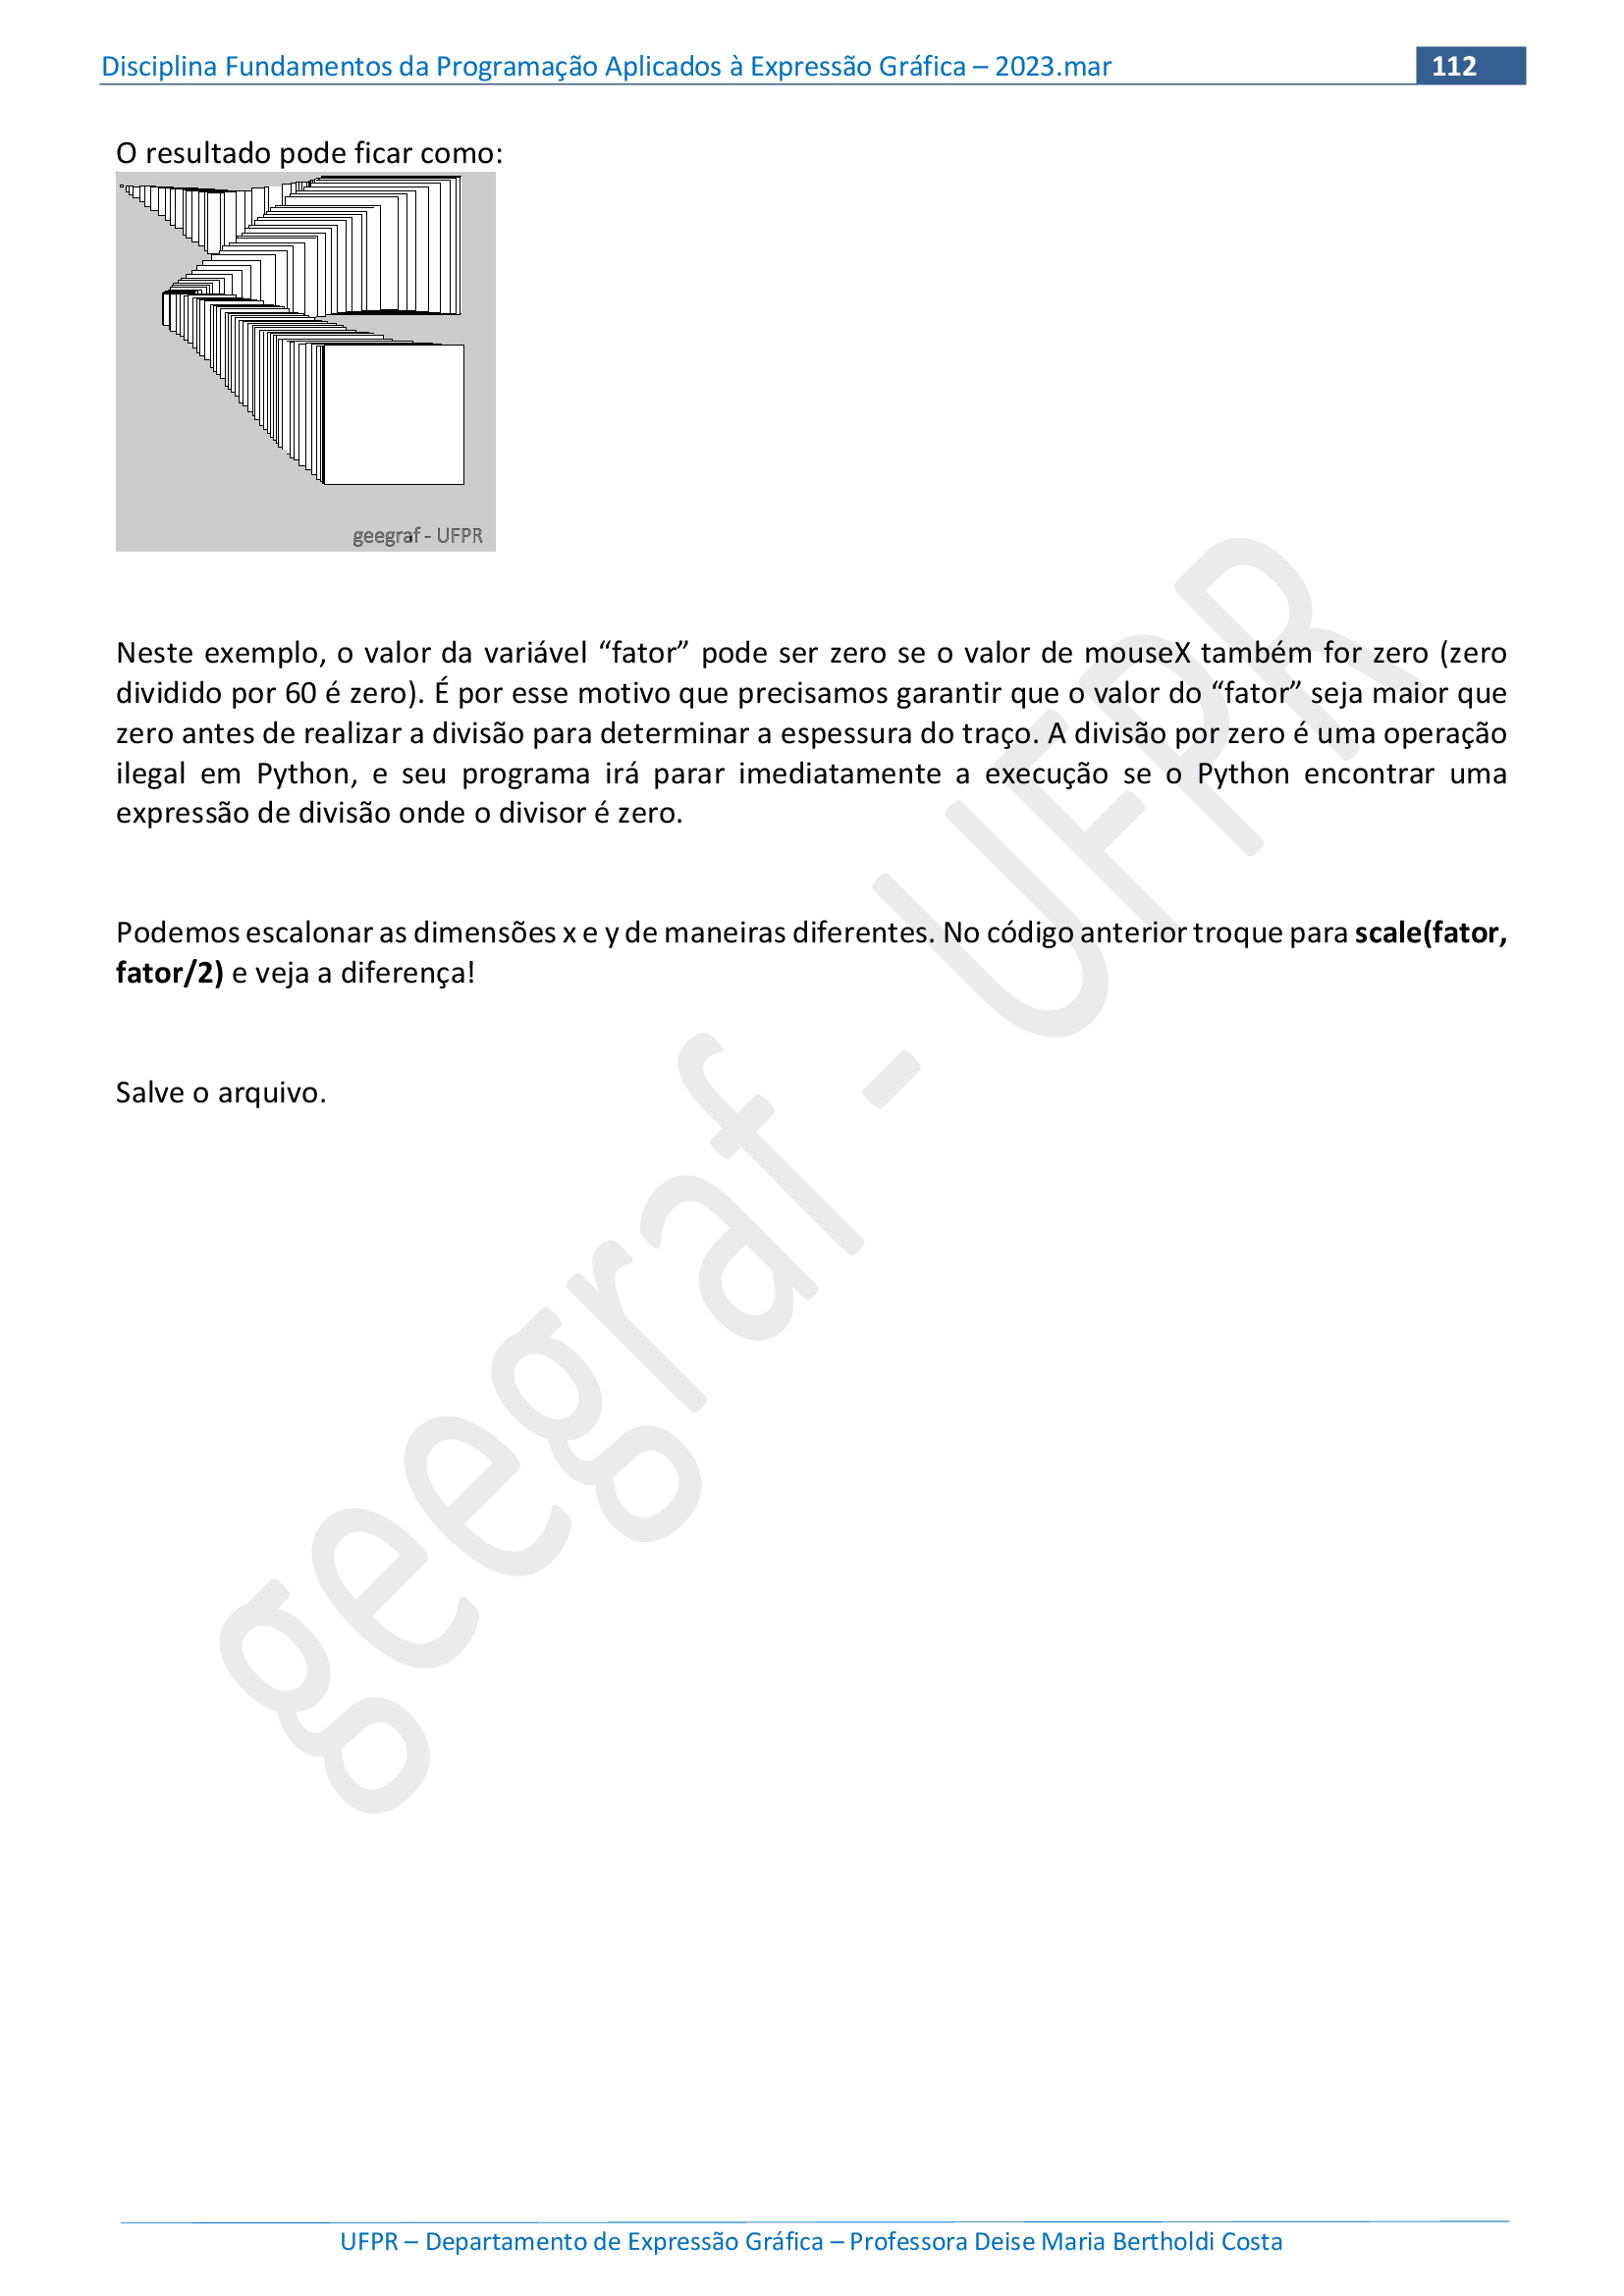 Disciplina Fundamentos da Programação Aplicados à Expressão Gráfica – 2023.mar 112
O resultado pode ficar como:
geegraf - UFPR
Neste exemplo, o valor da variável “fator” pode ser zero se o valor de mouseX também for zero (zero
dividido por 60 é zero). É por esse motivo que precisamos garantir que o valor do “fator” seja maior que
zero antes de realizar a divisão para determinar a espessura do traço. A divisão por zero é uma operação
ilegal em Python, e seu programa irá parar imediatamente a execução se o Python encontrar uma
expressão de divisão onde o divisor é zero.
Podemos escalonar as dimensões x e y de maneiras diferentes. No código anterior troque para scale(fator,
fator/2) e veja a diferença!
Salve o arquivo.
geegraf - UFPR
UFPR – Departamento de Expressão Gráfica – Professora Deise Maria Bertholdi Costa